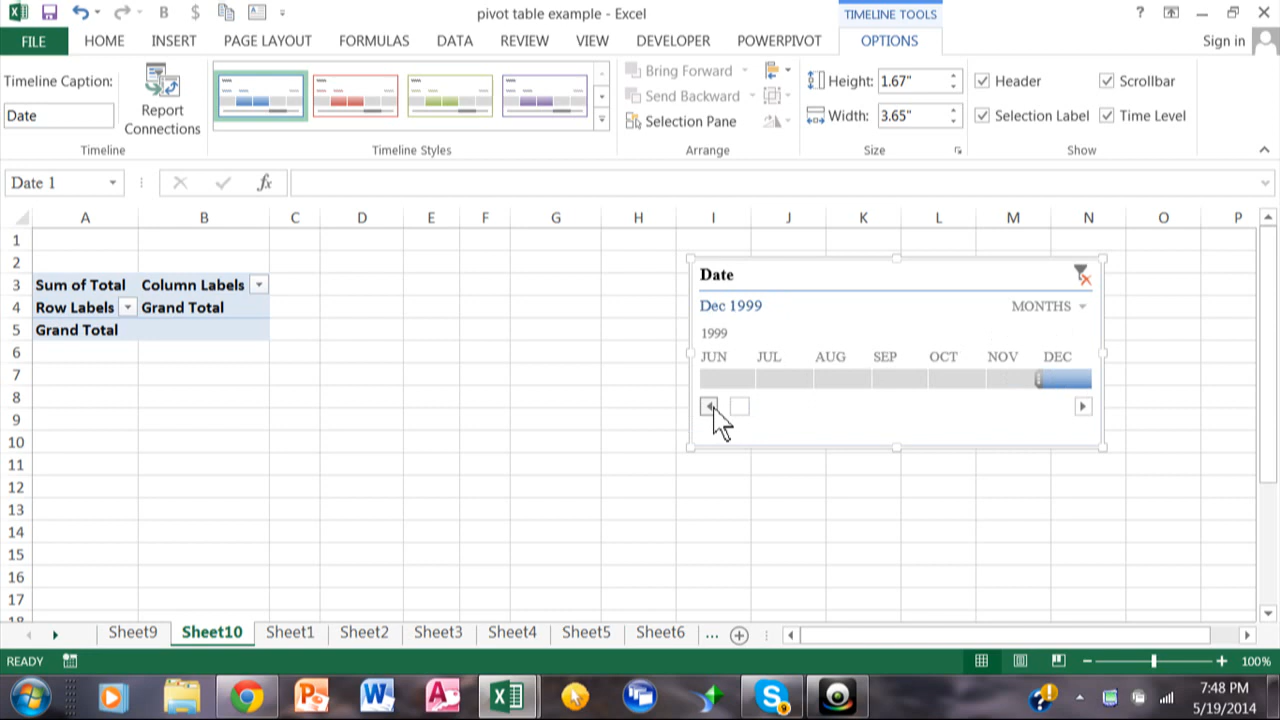 pivot table example - Excel
TIMELINE TOOLS
FILE HOME INSERT PAGE LAYOUT FORMULAS DATA REVIEW VIEW DEVELOPER POWERPIVOT OPTIONS Sign in
Timeline Caption:
Date
Report
Connections
Timeline
Timeline Styles
Bring Forward
Send Backward
Selection Pane
Arrange
Height: 1.67"
Width: 3.65"
Size
Header Scrollbar
Selection Label Time Level
Show
Date 1 fx
A B C D E F G H I J K L M N O P
1
2
3 Sum of Total Column Labels
4 Row Labels Grand Total
5 Grand Total
6
7
8
9
10
11
12
13
14
15
16
17
18
Date
Dec 1999 MONTHS
1999
JUN JUL AUG SEP OCT NOV DEC
Sheet9 Sheet10 Sheet1 Sheet2 Sheet3 Sheet4 Sheet5 Sheet6 ...
READY 100%
7:48 PM
5/19/2014